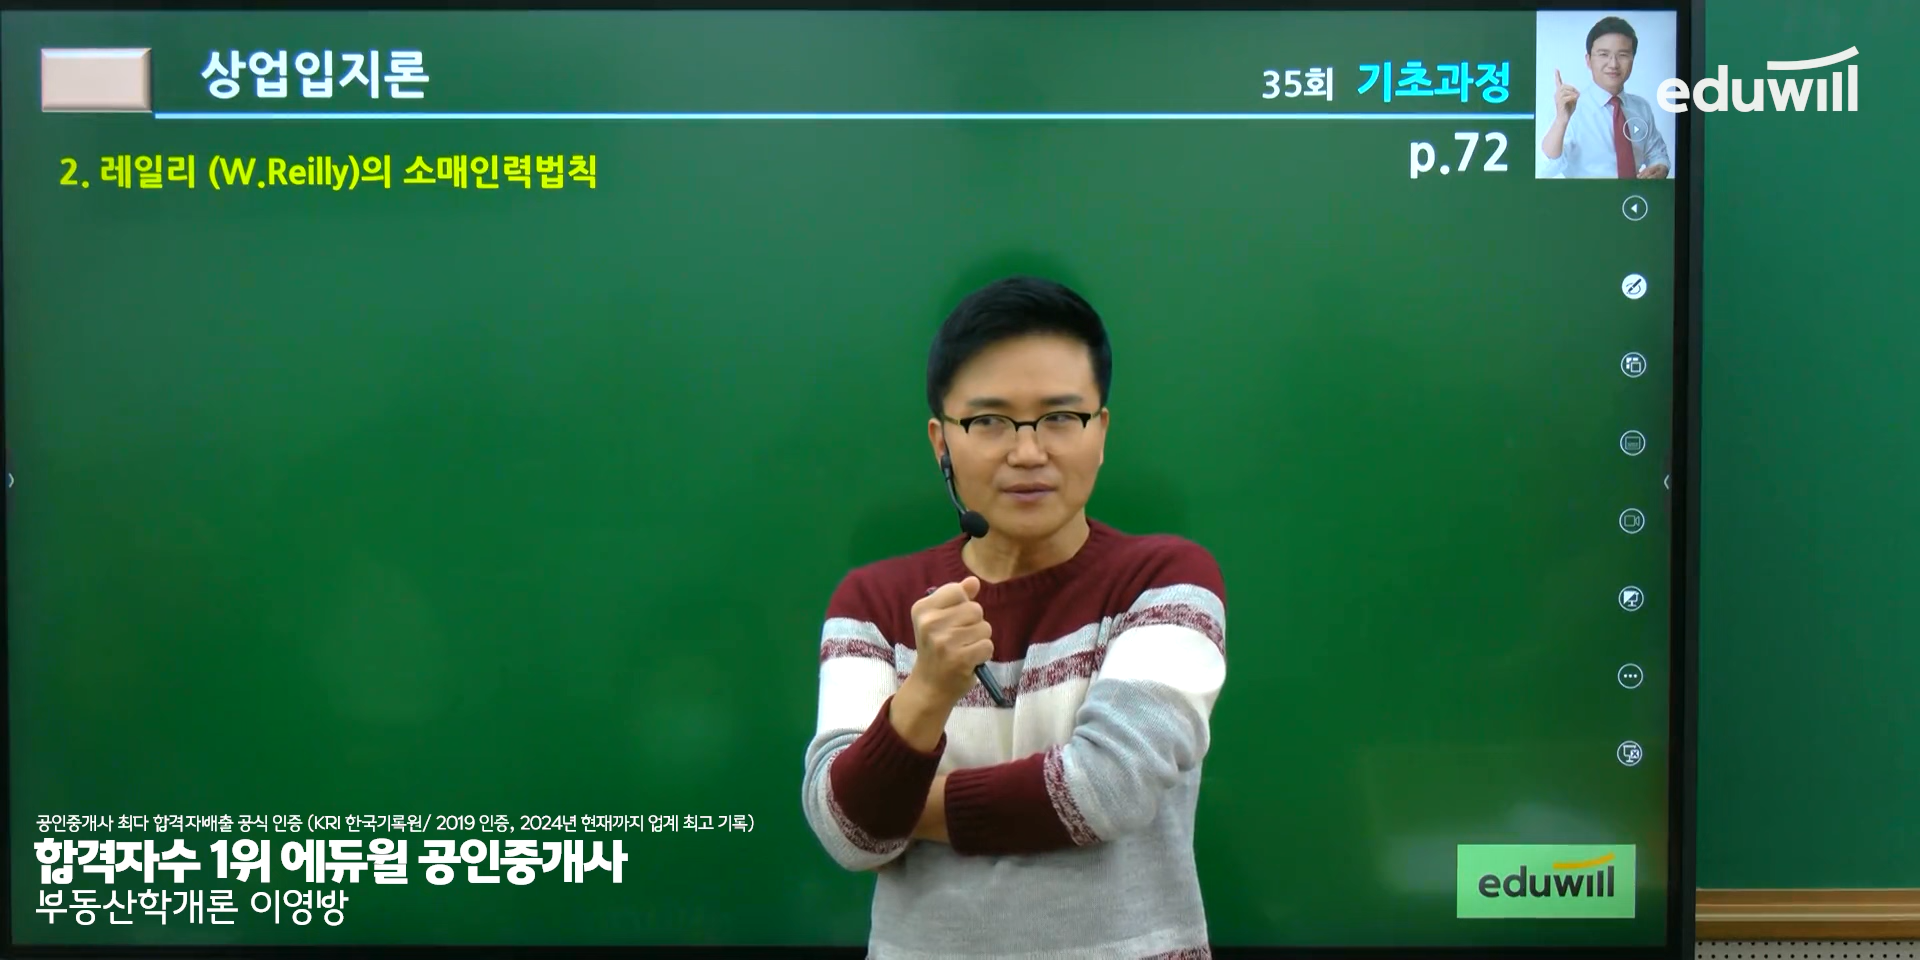 상업입지론
35회 기초과정
eduwill
p.72
2. 레일리 (W.Reilly)의 소매인력법칙
공인중개사 최다 합격자배출 공식 인증 (KRI 한국기록원/ 2019 인증, 2024년 현재까지 업계 최고 기록)
합격자수 1위 에듀윌 공인중개사
부동산학개론 이영방
eduwill